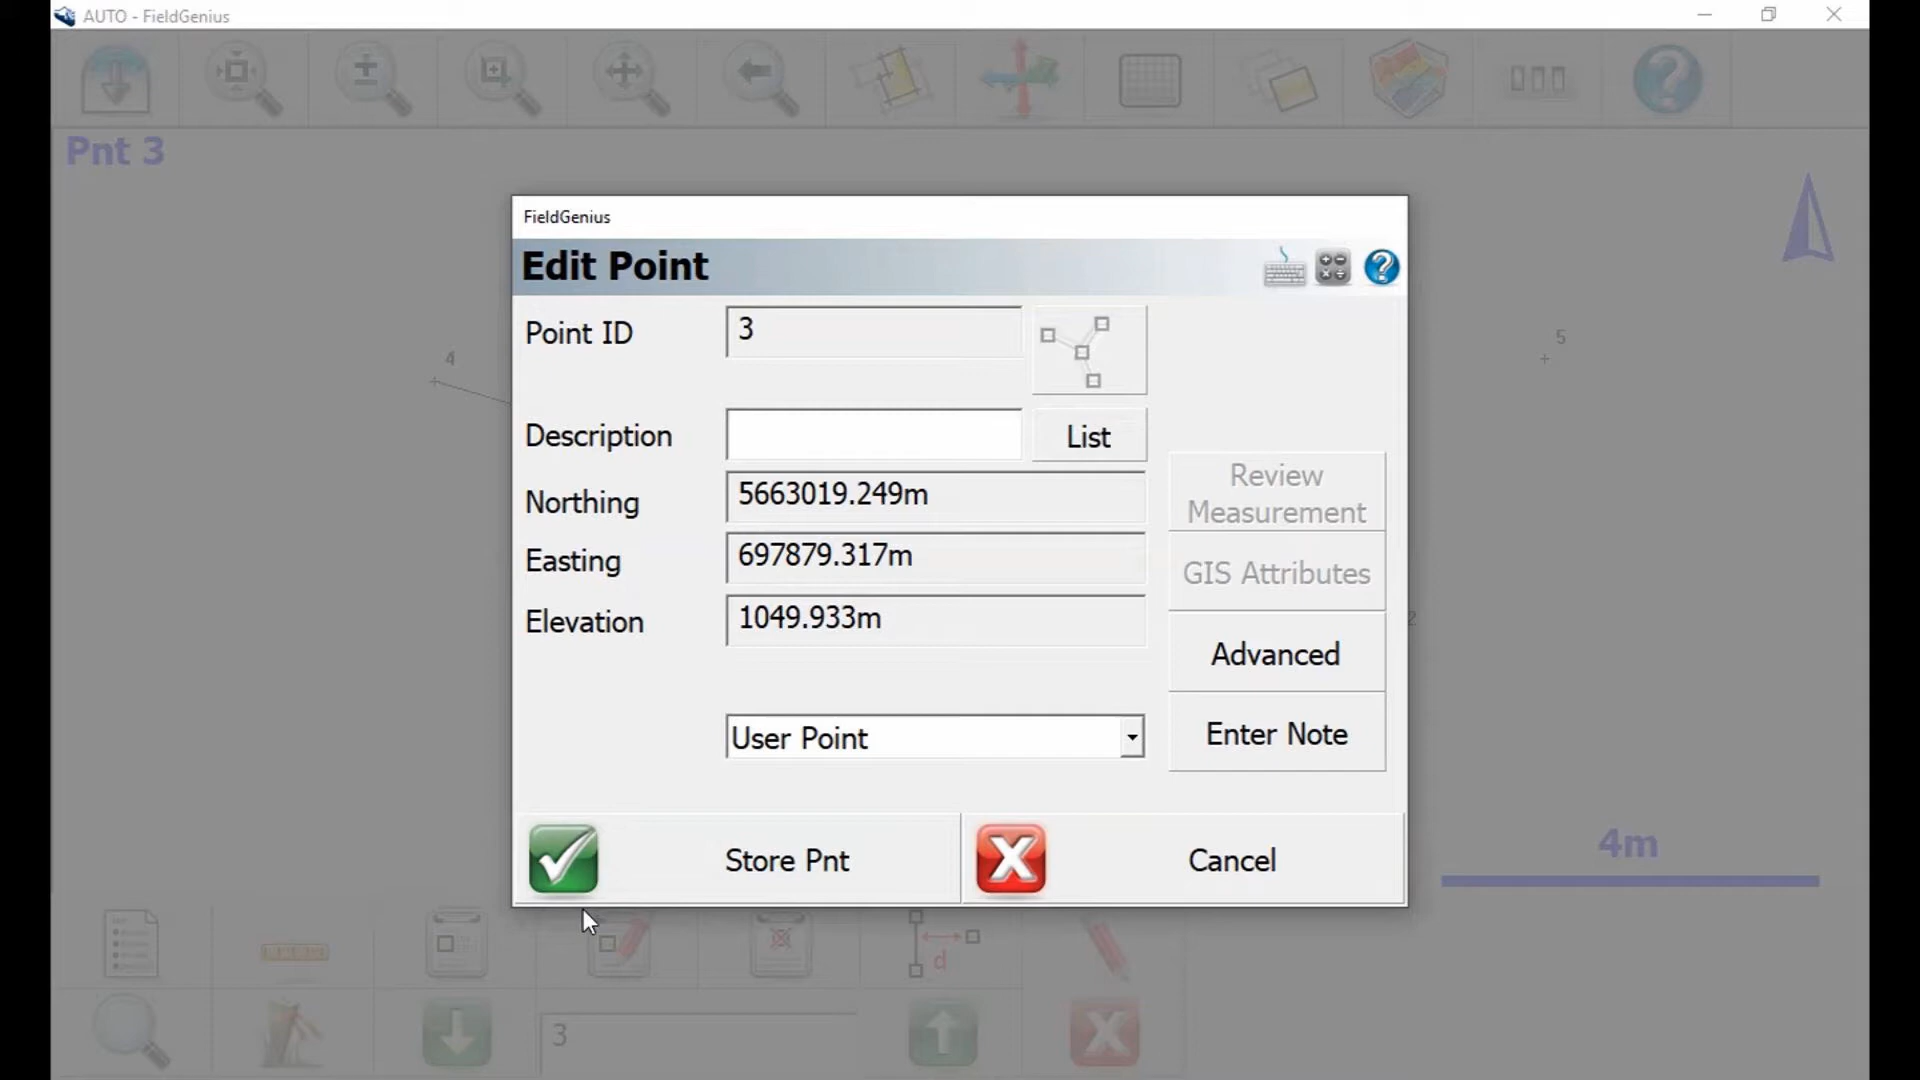 AUTO - FieldGenius
Pnt 3
FieldGenius
Edit Point
Point ID 3
Description List
Northing 5663019.249m
Easting 697879.317m
Elevation 1049.933m
User Point
Review
Measurement
GIS Attributes
Advanced
Enter Note
Store Pnt Cancel
4
5
2
4m
d
3